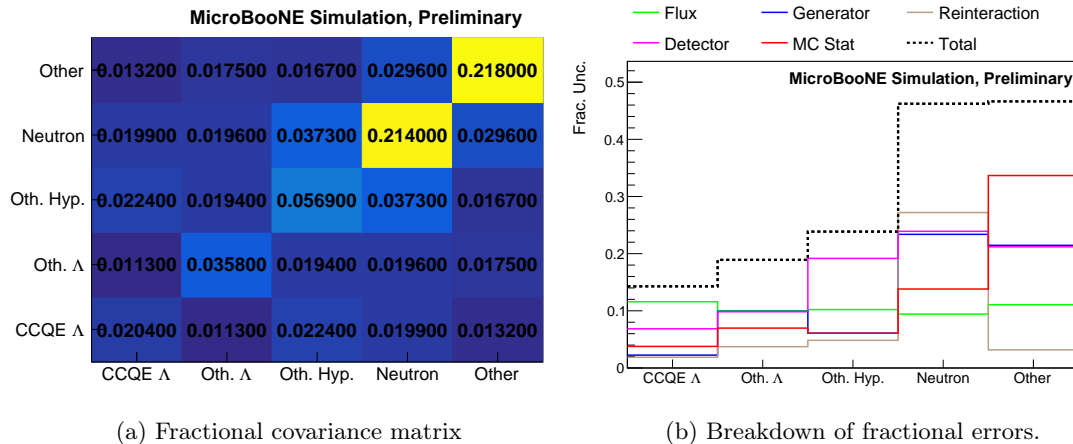 MicroBooNE Simulation, Preliminary
Other 0.013200 0.017500 0.016700 0.029600 0.218000
Neutron 0.019900 0.019600 0.037300 0.214000 0.029600
Oth. Hyp. 0.022400 0.019400 0.056900 0.037300 0.016700
Oth. Λ 0.011300 0.035800 0.019400 0.019600 0.017500
CCQE Λ 0.020400 0.011300 0.022400 0.019900 0.013200
CCQE Λ Oth. Λ Oth. Hyp. Neutron Other
(a) Fractional covariance matrix
Flux Generator Reinteraction
Detector MC Stat Total
MicroBooNE Simulation, Preliminary
Frac. Unc.
0.5
0.4
0.3
0.2
0.1
0
CCQE Λ Oth. Λ Oth. Hyp. Neutron Other
(b) Breakdown of fractional errors.